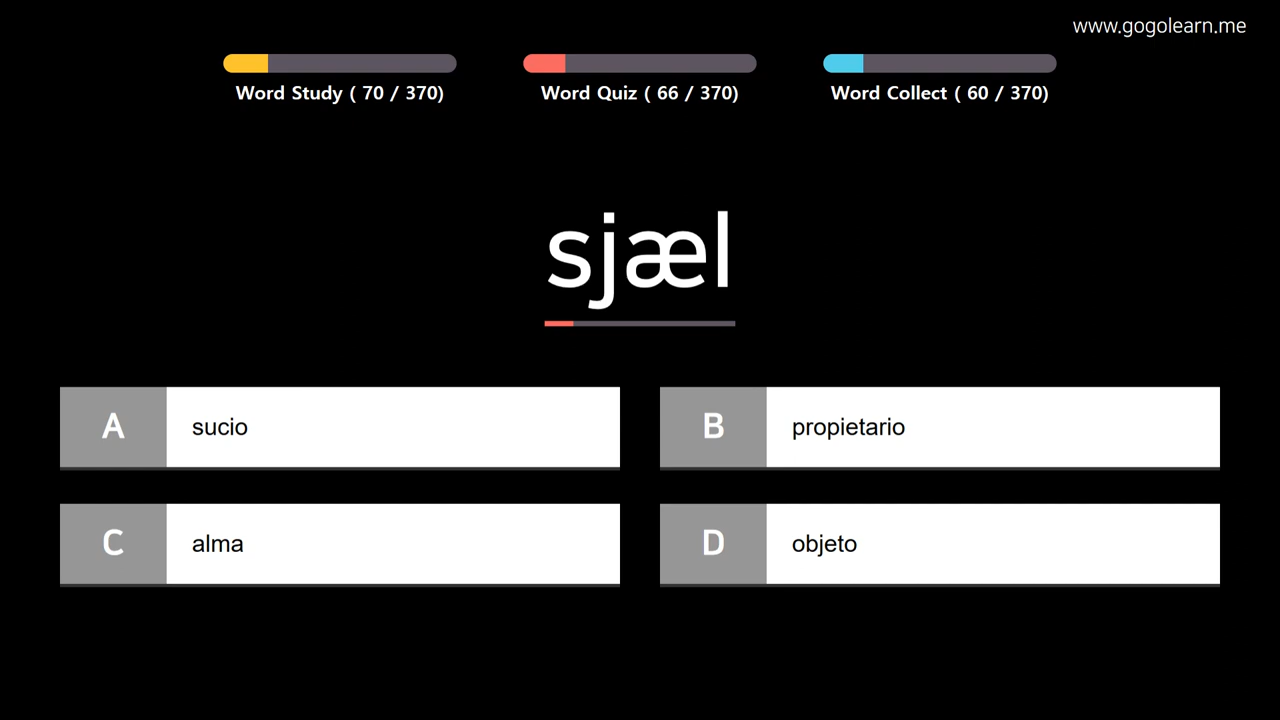 www.gogolearn.me
Word Study ( 70 / 370)
Word Quiz ( 66 / 370)
Word Collect ( 60 / 370)
sjæl
A sucio
B propietario
C alma
D objeto